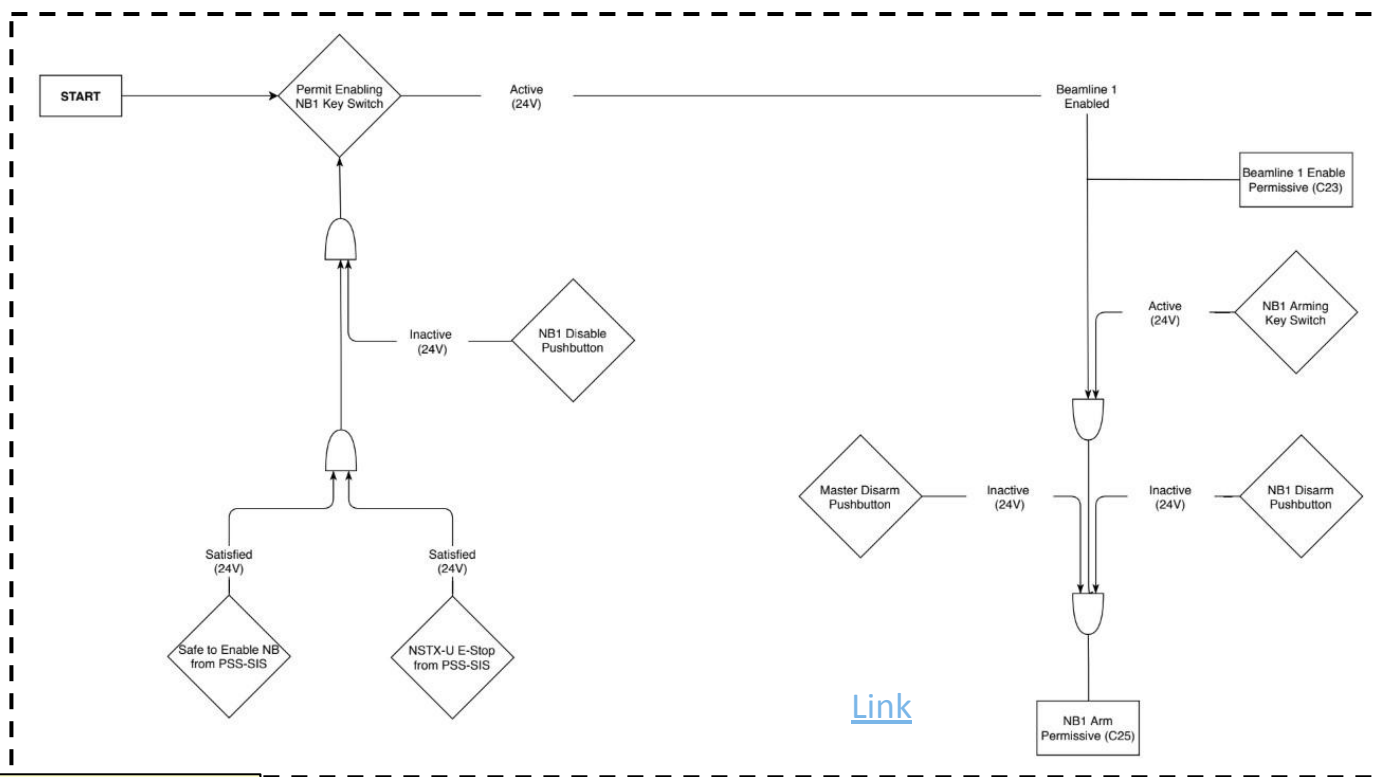 START
Permit Enabling
NB1 Key Switch
Active
(24V)
Beamline 1
Enabled
Beamline 1 Enable
Permissive (C23)
Inactive
(24V)
NB1 Disable
Pushbutton
Active
(24V)
NB1 Arming
Key Switch
Master Disarm
Pushbutton
Inactive
(24V)
Inactive
(24V)
NB1 Disarm
Pushbutton
Satisfied
(24V)
Satisfied
(24V)
Safe to Enable NB
from PSS-SIS
NSTX-U E-Stop
from PSS-SIS
Link
NB1 Arm
Permissive (C25)